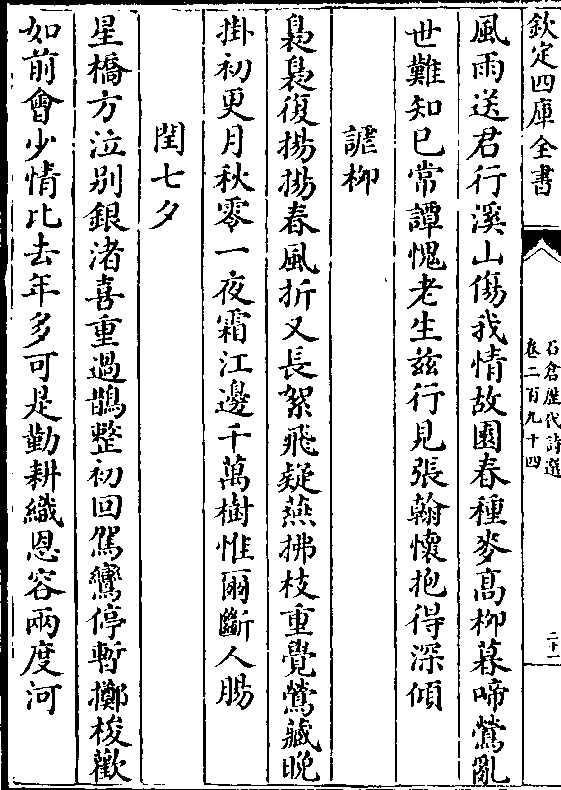 欽定四庫全書
石倉歷代詩選
卷二百九十四
二十一
風雨送君行溪山傷我情故園春種麥高柳暮啼鶯亂
世難知已常譚愧老生兹行見張翰懷抱得深傾
謔柳
裊裊復揚揚春風折又長絮飛疑燕拂枝重覺鶯藏晚
掛初更月秋零一夜霜江邊千萬樹惟爾斷人腸
閏七夕
星橋方泣别銀渚喜重過鵲整初回駕鸞停暫擲梭歡
如前會少情比去年多可是勤耕織恩容兩度河